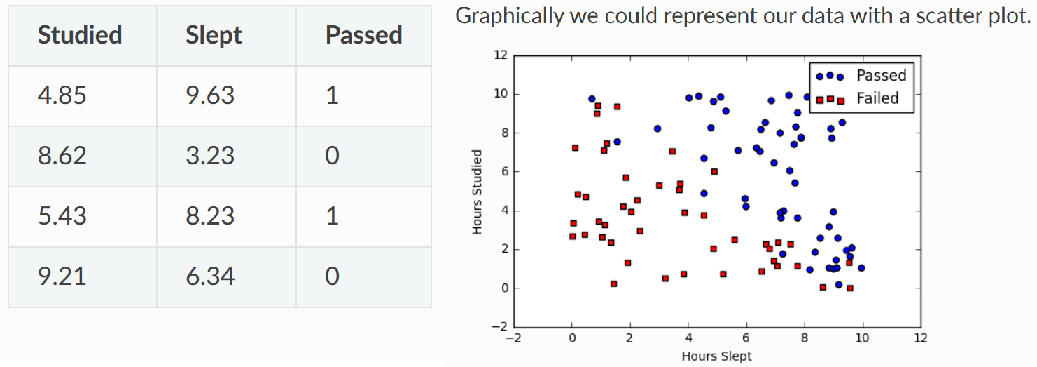 Graphically we could represent our data with a scatter plot.
Studied Slept Passed
4.85 9.63 1
8.62 3.23 0
5.43 8.23 1
9.21 6.34 0
12
10
8
6
4
2
0
−2
Hours Studied
Passed
Failed
−2 0 2 4 6 8 10 12
Hours Slept